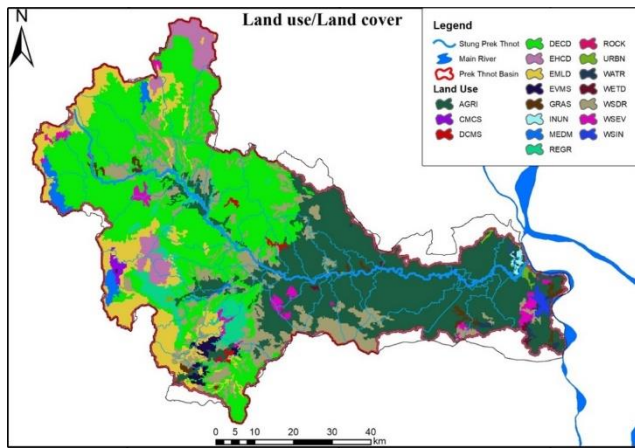 Land use/Land cover
N
Legend
Stung Prek Thnot
Main River
Prek Thnot Basin
Land Use
AGRI
CMCS
DCMS
DECD
EHCD
EMLD
EVMS
GRAS
INUN
MEDM
REGR
ROCK
URBN
WATR
WETD
WSDR
WSEV
WSIN
0 5 10 20 30 40
km